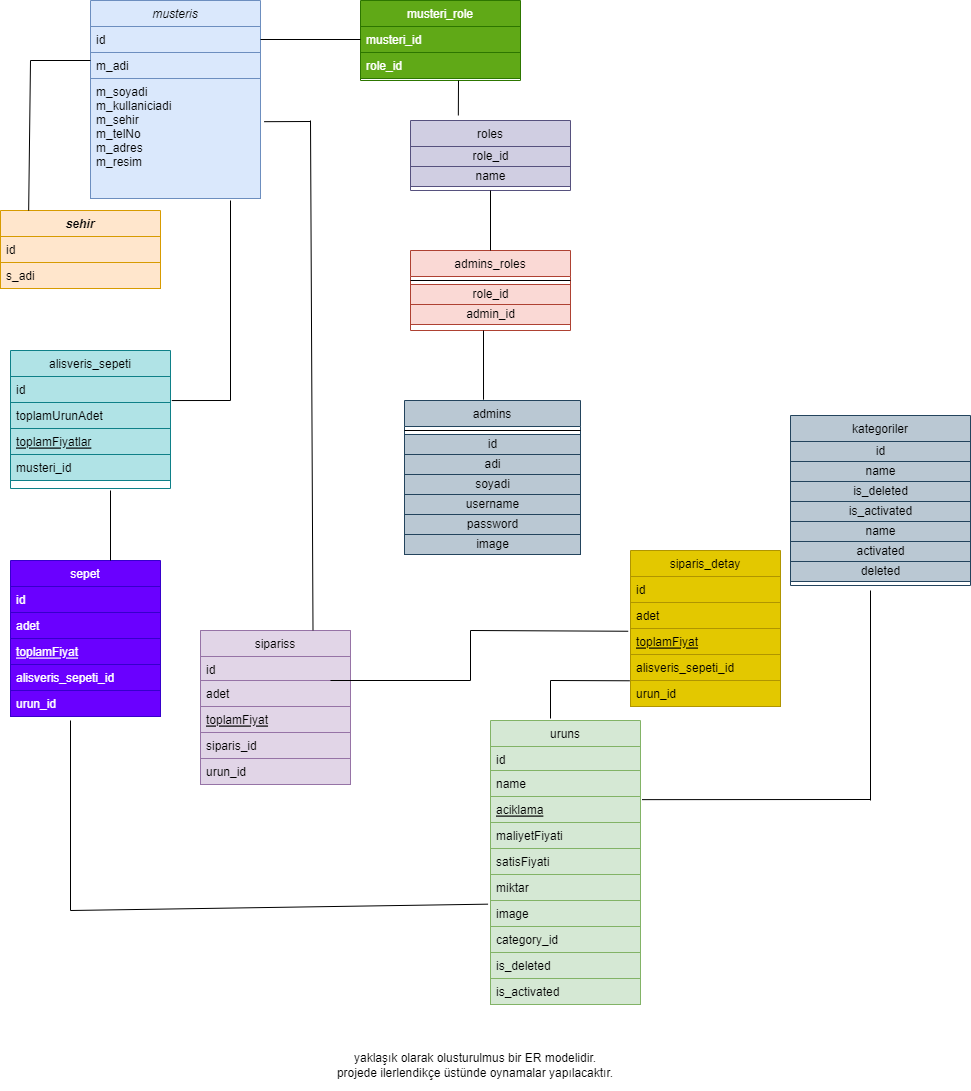 musteris
id
m_adi
m_soyadi
m_kullaniciadi
m_sehir
m_telNo
m_adres
m_resim
musteri_role
musteri_id
role_id
roles
role_id
name
sehir
id
s_adi
admins_roles
role_id
admin_id
alisveris_sepeti
id
toplamUrunAdet
toplamFiyatlar
musteri_id
admins
id
adi
soyadi
username
password
image
kategoriler
id
name
is_deleted
is_activated
name
activated
deleted
sepet
id
adet
toplamFiyat
alisveris_sepeti_id
urun_id
siparis_detay
id
adet
toplamFiyat
alisveris_sepeti_id
urun_id
sipariss
id
adet
toplamFiyat
siparis_id
urun_id
uruns
id
name
aciklama
maliyetFiyati
satisFiyati
miktar
image
category_id
is_deleted
is_activated
yaklaşık olarak olusturulmus bir ER modelidir.
projede ilerlendikçe üstünde oynamalar yapılacaktır.